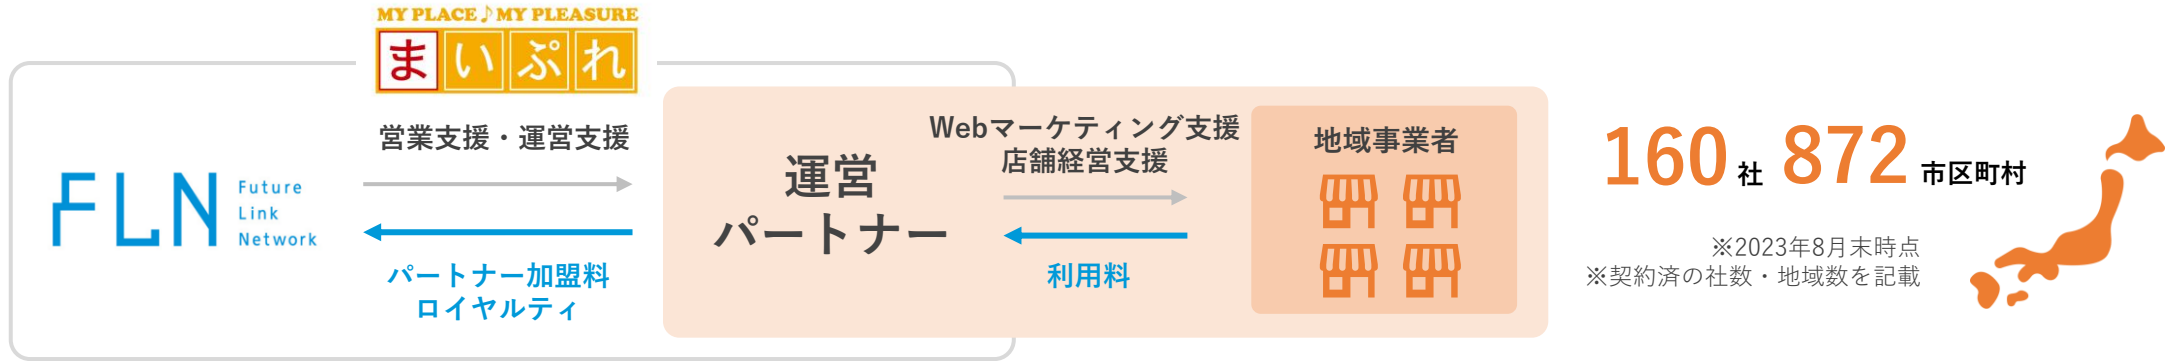 MY PLACE♪MY PLEASURE
まいぷれ
営業支援・運営支援
FLN
Future
Link
Network
パートナー加盟料
ロイヤルティ
運営
パートナー
Webマーケティング支援
店舗経営支援
利用料
地域事業者
160社 872市区町村
※2023年8月末時点
※契約済の社数・地域数を記載